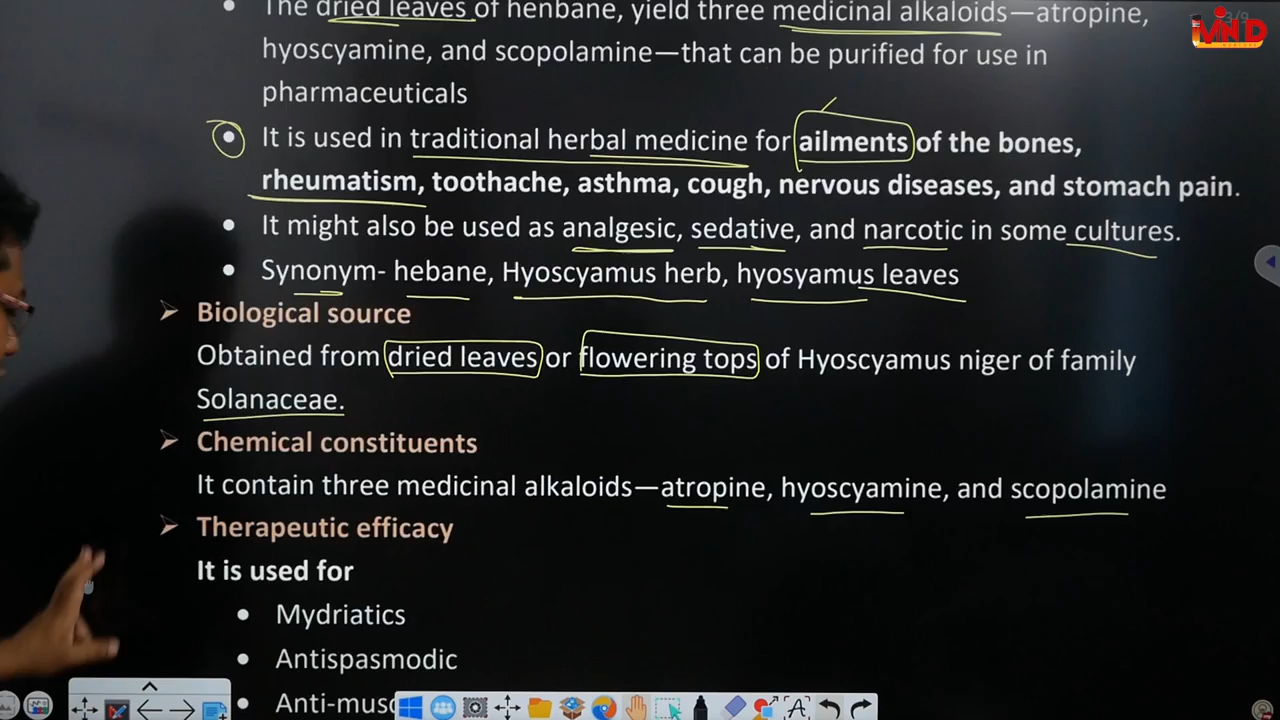 The dried leaves of henbane, yield three medicinal alkaloids—atropine,
hyoscyamine, and scopolamine—that can be purified for use in
pharmaceuticals
It is used in traditional herbal medicine for ailments of the bones,
rheumatism, toothache, asthma, cough, nervous diseases, and stomach pain.
It might also be used as analgesic, sedative, and narcotic in some cultures.
Synonym- hebane, Hyoscyamus herb, hyosyamus leaves
Biological source
Obtained from dried leaves or flowering tops of Hyoscyamus niger of family
Solanaceae.
Chemical constituents
It contain three medicinal alkaloids—atropine, hyoscyamine, and scopolamine
Therapeutic efficacy
It is used for
Mydriatics
Antispasmodic